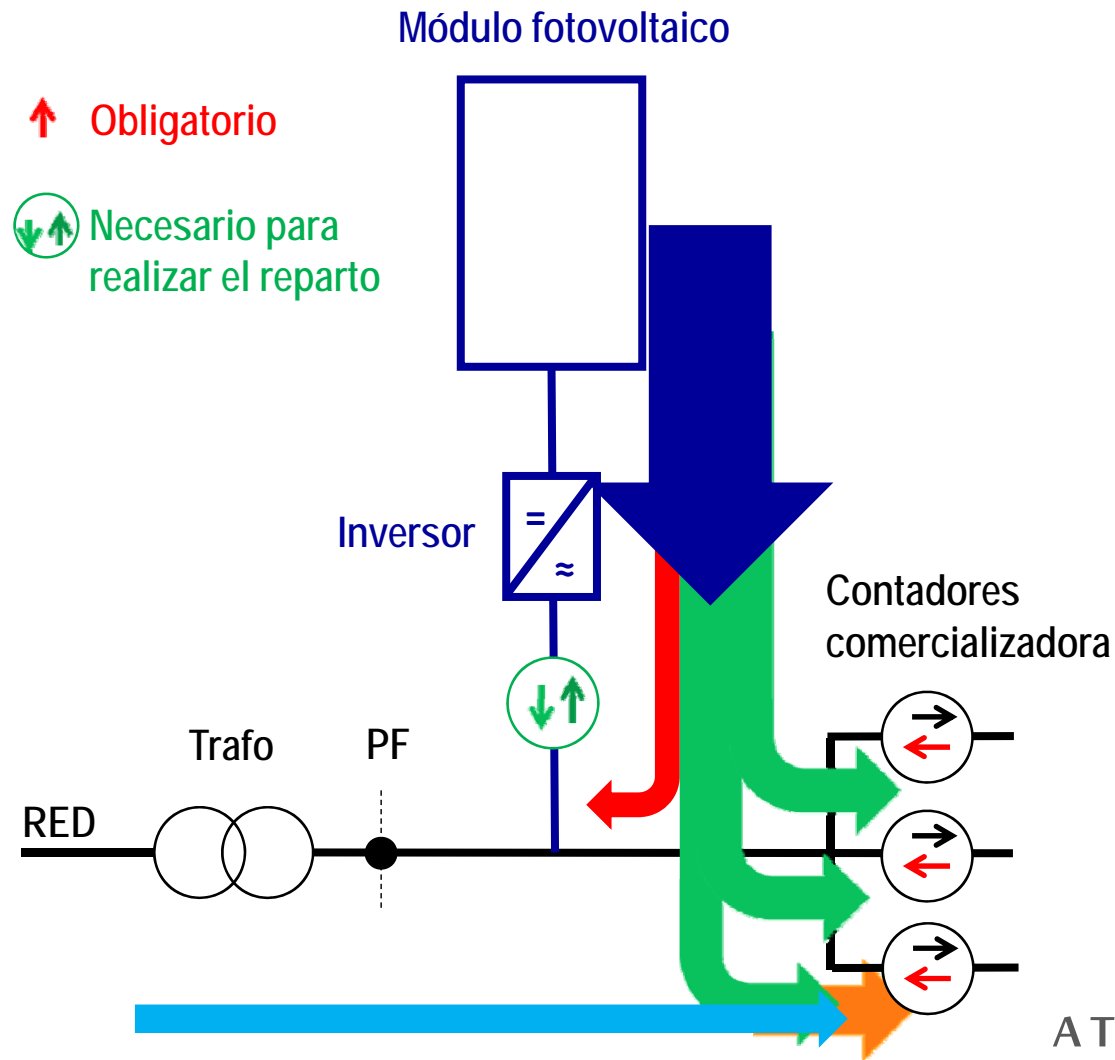 Módulo fotovoltaico
Obligatorio
Necesario para
realizar el reparto
Inversor
=
≈
Contadores
comercializadora
Trafo
PF
RED
A T